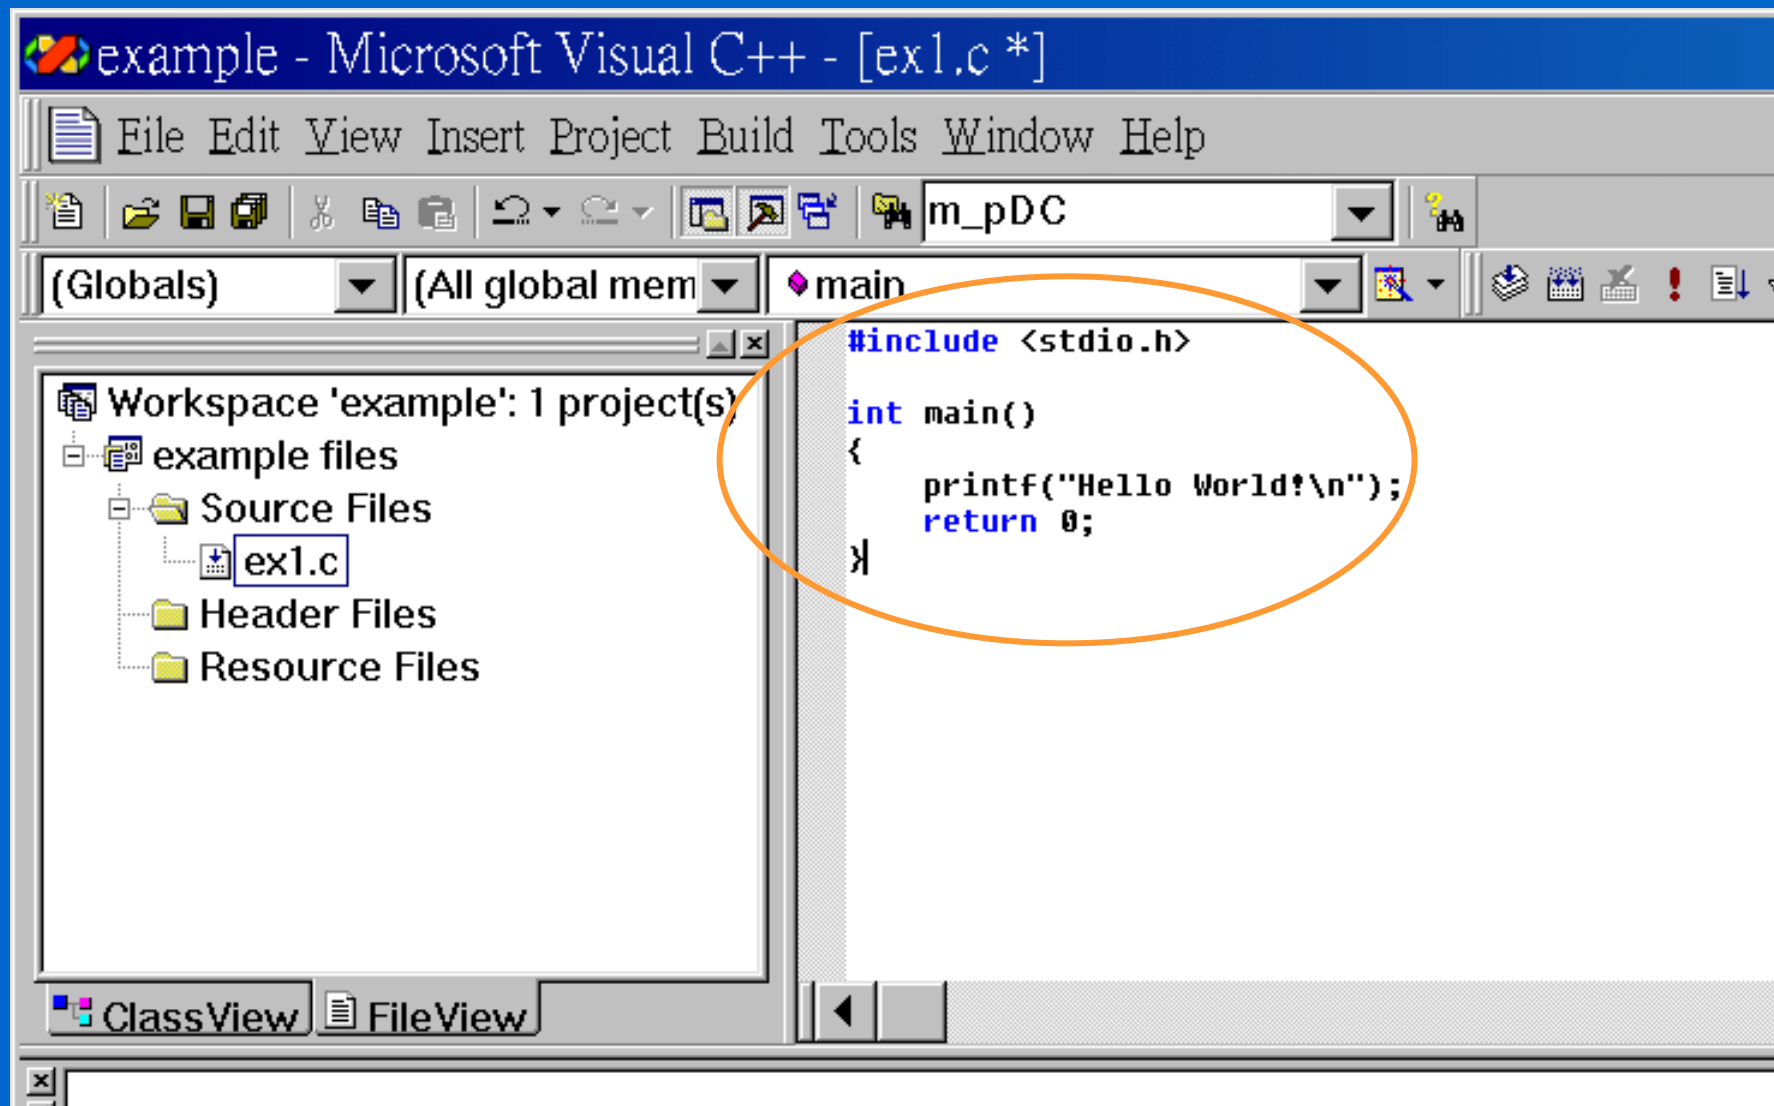 example - Microsoft Visual C++ - [ex1.c *]
File Edit View Insert Project Build Tools Window Help
m_pDC
(Globals) (All global mem main
Workspace 'example': 1 project(s)
example files
Source Files
ex1.c
Header Files
Resource Files
ClassView FileView
#include <stdio.h>
int main()
{
printf("Hello World!\n");
return 0;
}